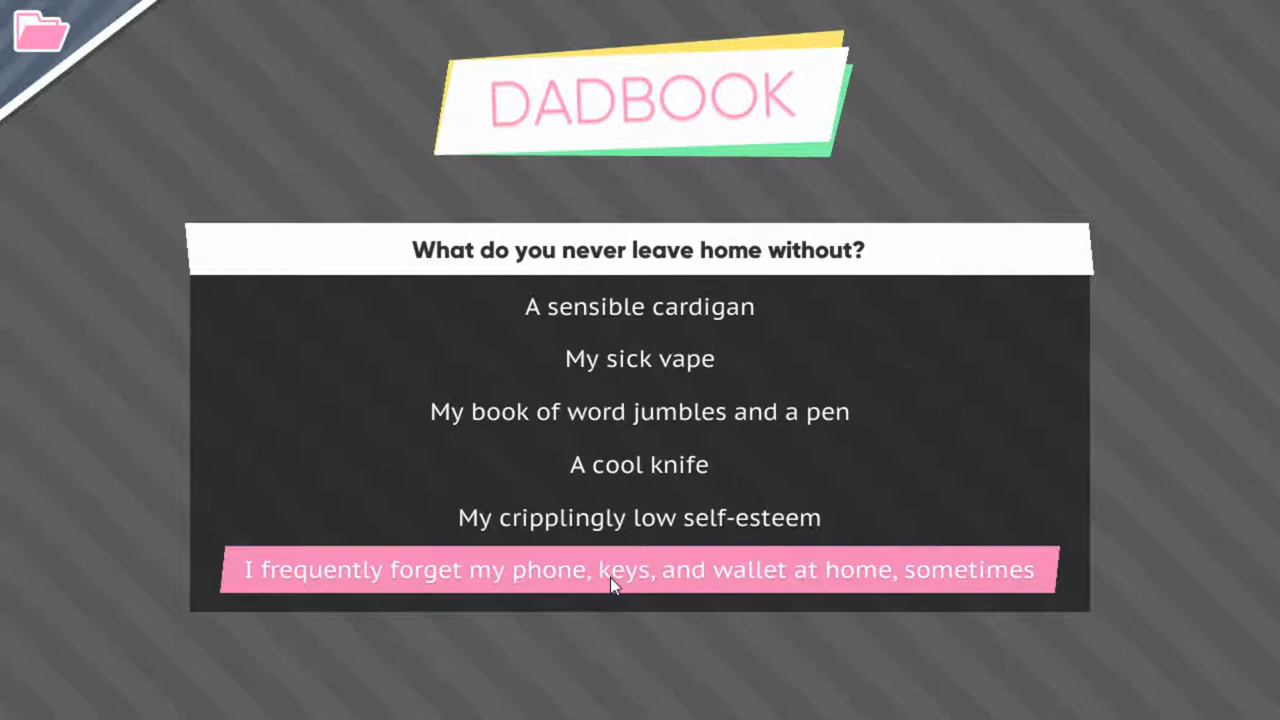 DADBOOK
What do you never leave home without?
A sensible cardigan
My sick vape
My book of word jumbles and a pen
A cool knife
My cripplingly low self-esteem
I frequently forget my phone, keys, and wallet at home, sometimes